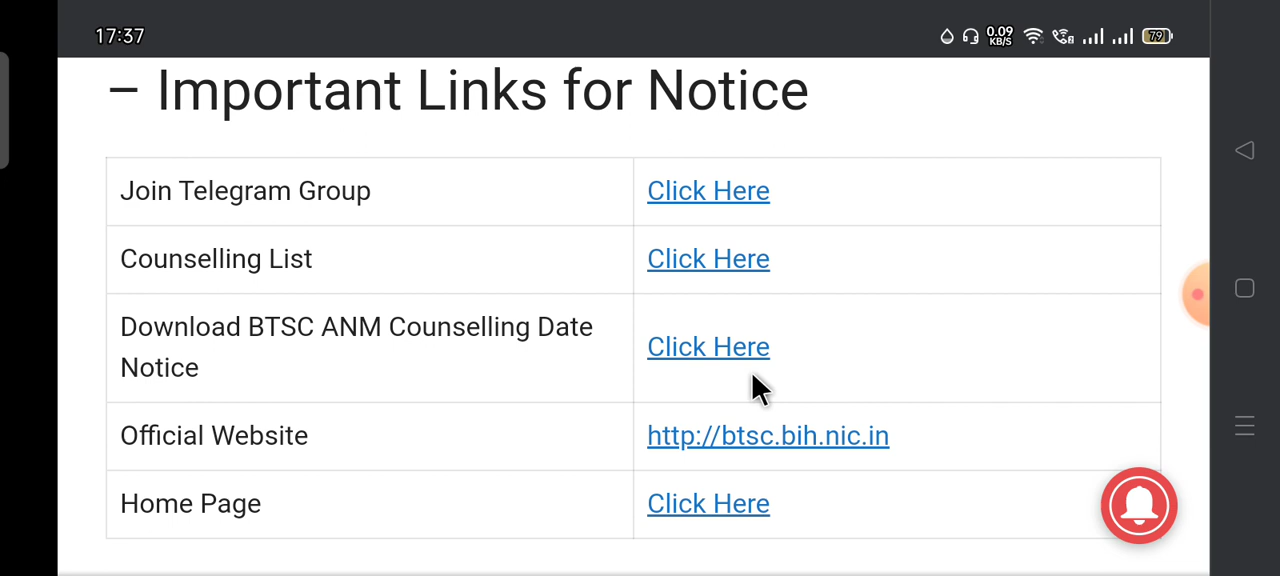 17:37
0.09
KB/S
79
– Important Links for Notice
Join Telegram Group
Click Here
Counselling List
Click Here
Download BTSC ANM Counselling Date
Notice
Click Here
Official Website
http://btsc.bih.nic.in
Home Page
Click Here